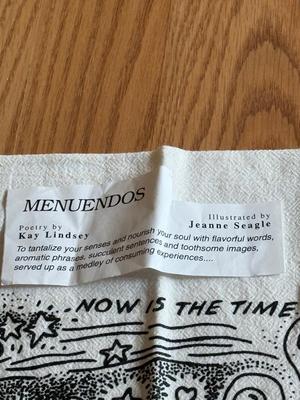 MENUENDOS
Poetry by
Kay Lindsey
Illustrated by
Jeanne Seagle
To tantalize your senses and nourish your soul with flavorful words,
aromatic phrases, succulent sentences and toothsome images,
served up as a medley of consuming experiences....
NOW IS THE TIME